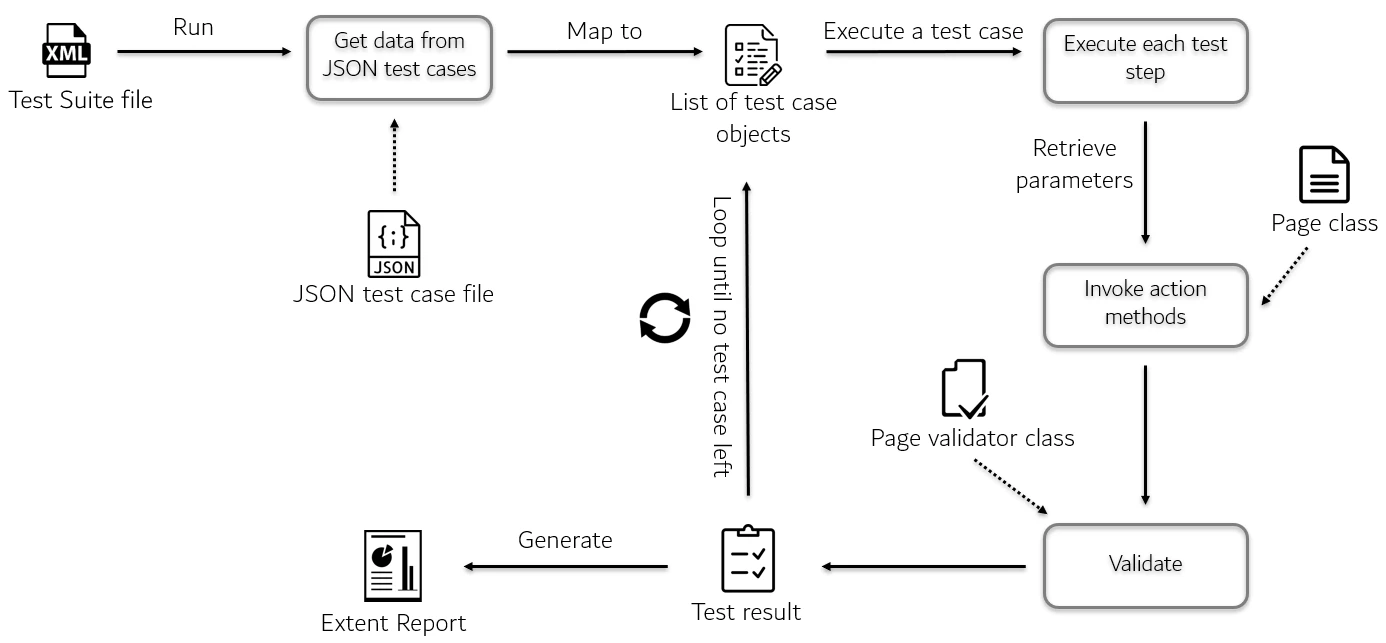 XML
Test Suite file
Run
Get data from
JSON test cases
Map to
List of test case
objects
Execute a test case
Execute each test
step
Retrieve
parameters
Page class
{;}
JSON
JSON test case file
Loop until no test case left
Invoke action
methods
Page validator class
Validate
Test result
Generate
Extent Report